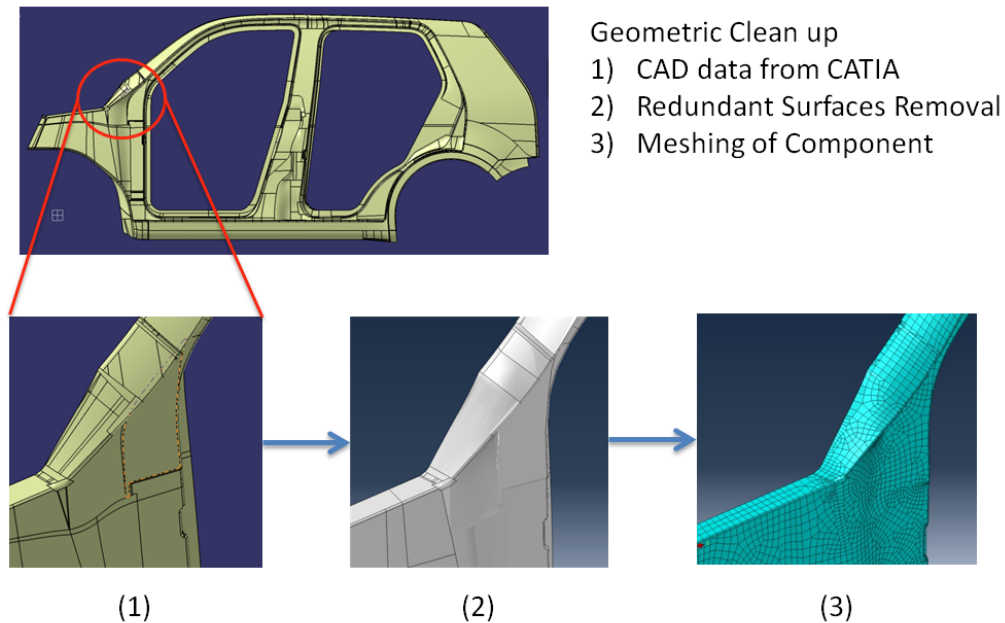 Geometric Clean up
1) CAD data from CATIA
2) Redundant Surfaces Removal
3) Meshing of Component
(1)
(2)
(3)